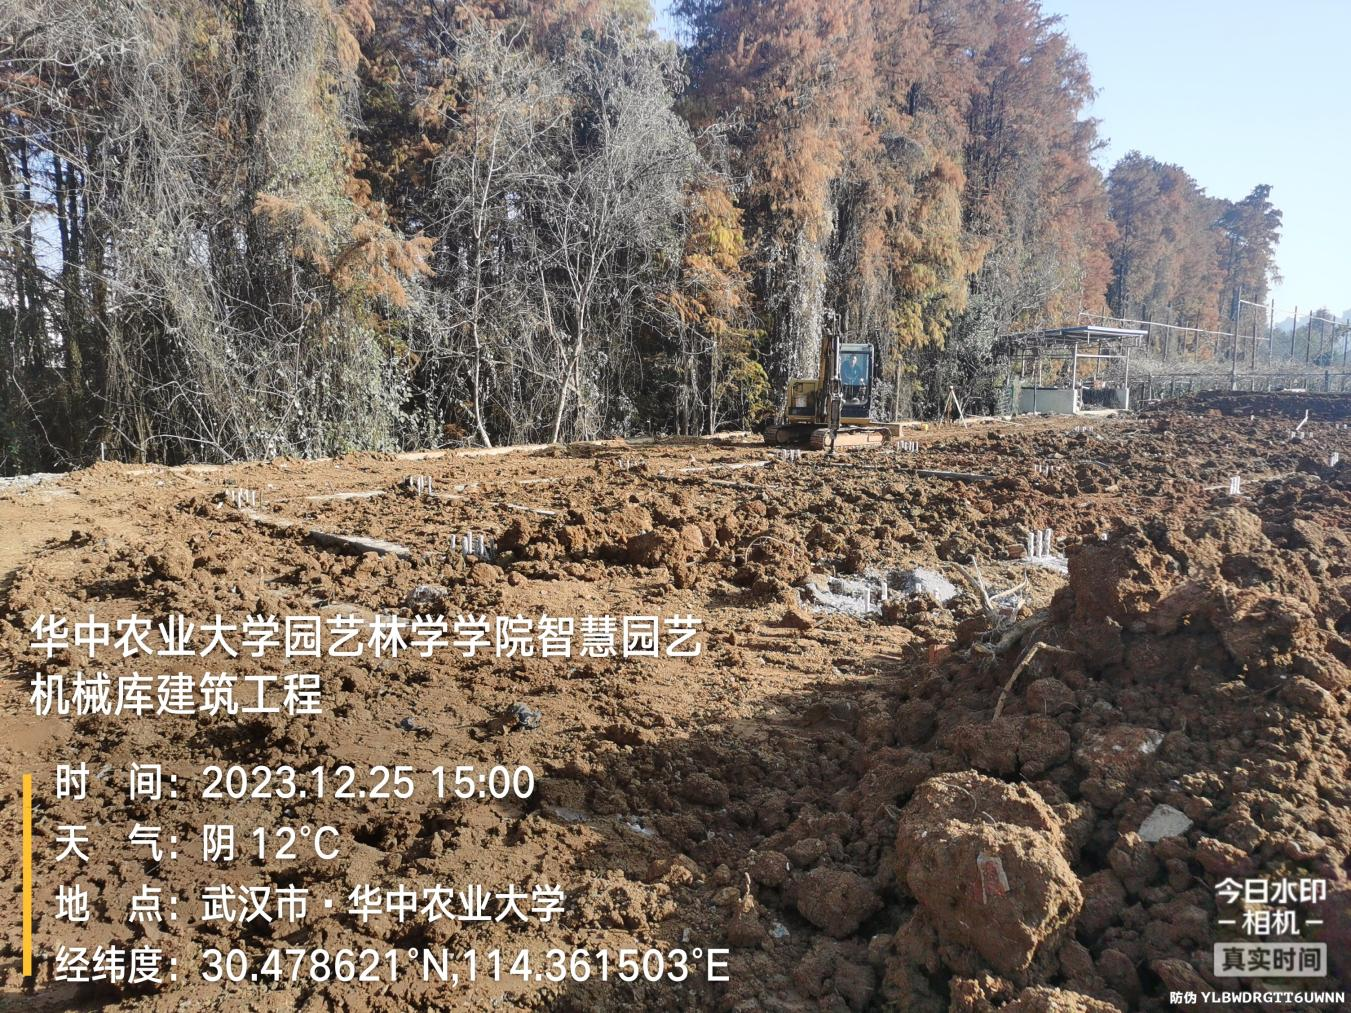 华中农业大学园艺林学学院智慧园艺
机械库建筑工程
时 间：2023.12.25 15:00
天 气：阴 12℃
地 点：武汉市·华中农业大学
经纬度：30.478621°N,114.361503°E
今日水印
相机
真实时间
防伪 YLBWDRGTT6UWNN